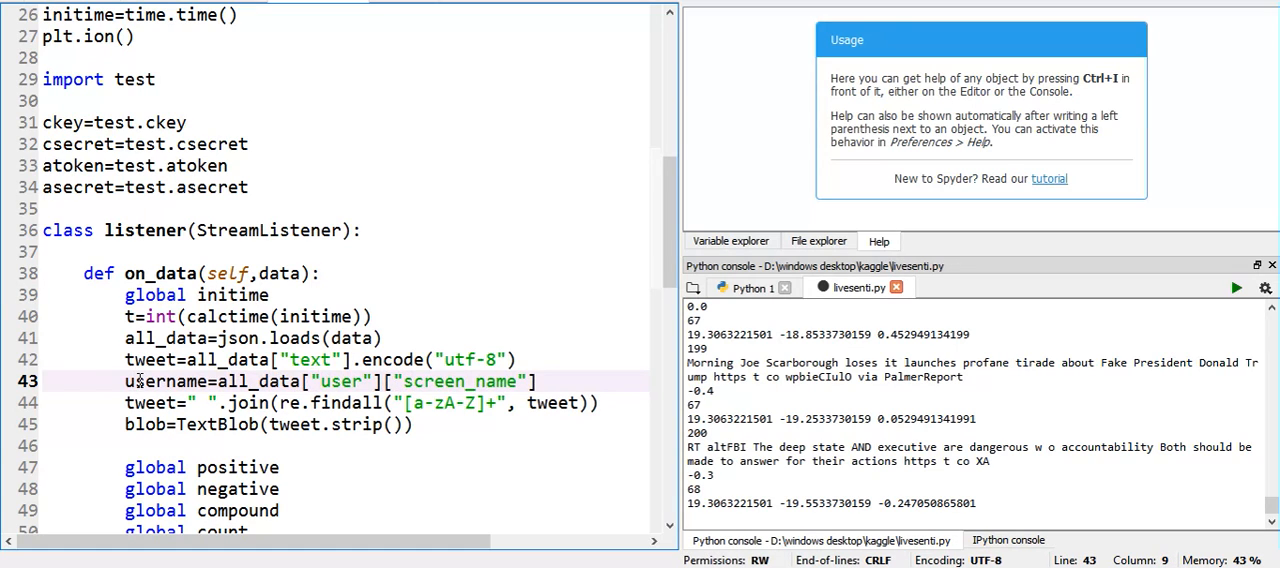 26 initime=time.time()
27 plt.ion()
28
29 import test
30
31 ckey=test.ckey
32 csecret=test.csecret
33 atoken=test.atoken
34 asecret=test.asecret
35
36 class listener(StreamListener):
37
38 def on_data(self,data):
39 global initime
40 t=int(calctime(initime))
41 all_data=json.loads(data)
42 tweet=all_data["text"].encode("utf-8")
43 username=all_data["user"]["screen_name"]
44 tweet=" ".join(re.findall("[a-zA-Z]+", tweet))
45 blob=TextBlob(tweet.strip())
46
47 global positive
48 global negative
49 global compound
50 global count
Usage
Here you can get help of any object by pressing Ctrl+I in
front of it, either on the Editor or the Console.
Help can also be shown automatically after writing a left
parenthesis next to an object. You can activate this
behavior in Preferences > Help.
New to Spyder? Read our tutorial
Variable explorer File explorer Help
Python console - D:\windows desktop\kaggle\livesenti.py
Python 1 livesenti.py
0.0
67
19.3063221501 -18.8533730159 0.452949134199
199
Morning Joe Scarborough loses it launches profane tirade about Fake President Donald Tr
ump https t co wpbieCIulO via PalmerReport
-0.4
67
19.3063221501 -19.2533730159 0.0529491341991
200
RT altFBI The deep state AND executive are dangerous w o accountability Both should be
made to answer for their actions https t co XA
-0.3
68
19.3063221501 -19.5533730159 -0.247050865801
Python console - D:\windows desktop\kaggle\livesenti.py IPython console
Permissions: RW End-of-lines: CRLF Encoding: UTF-8 Line: 43 Column: 9 Memory: 43 %